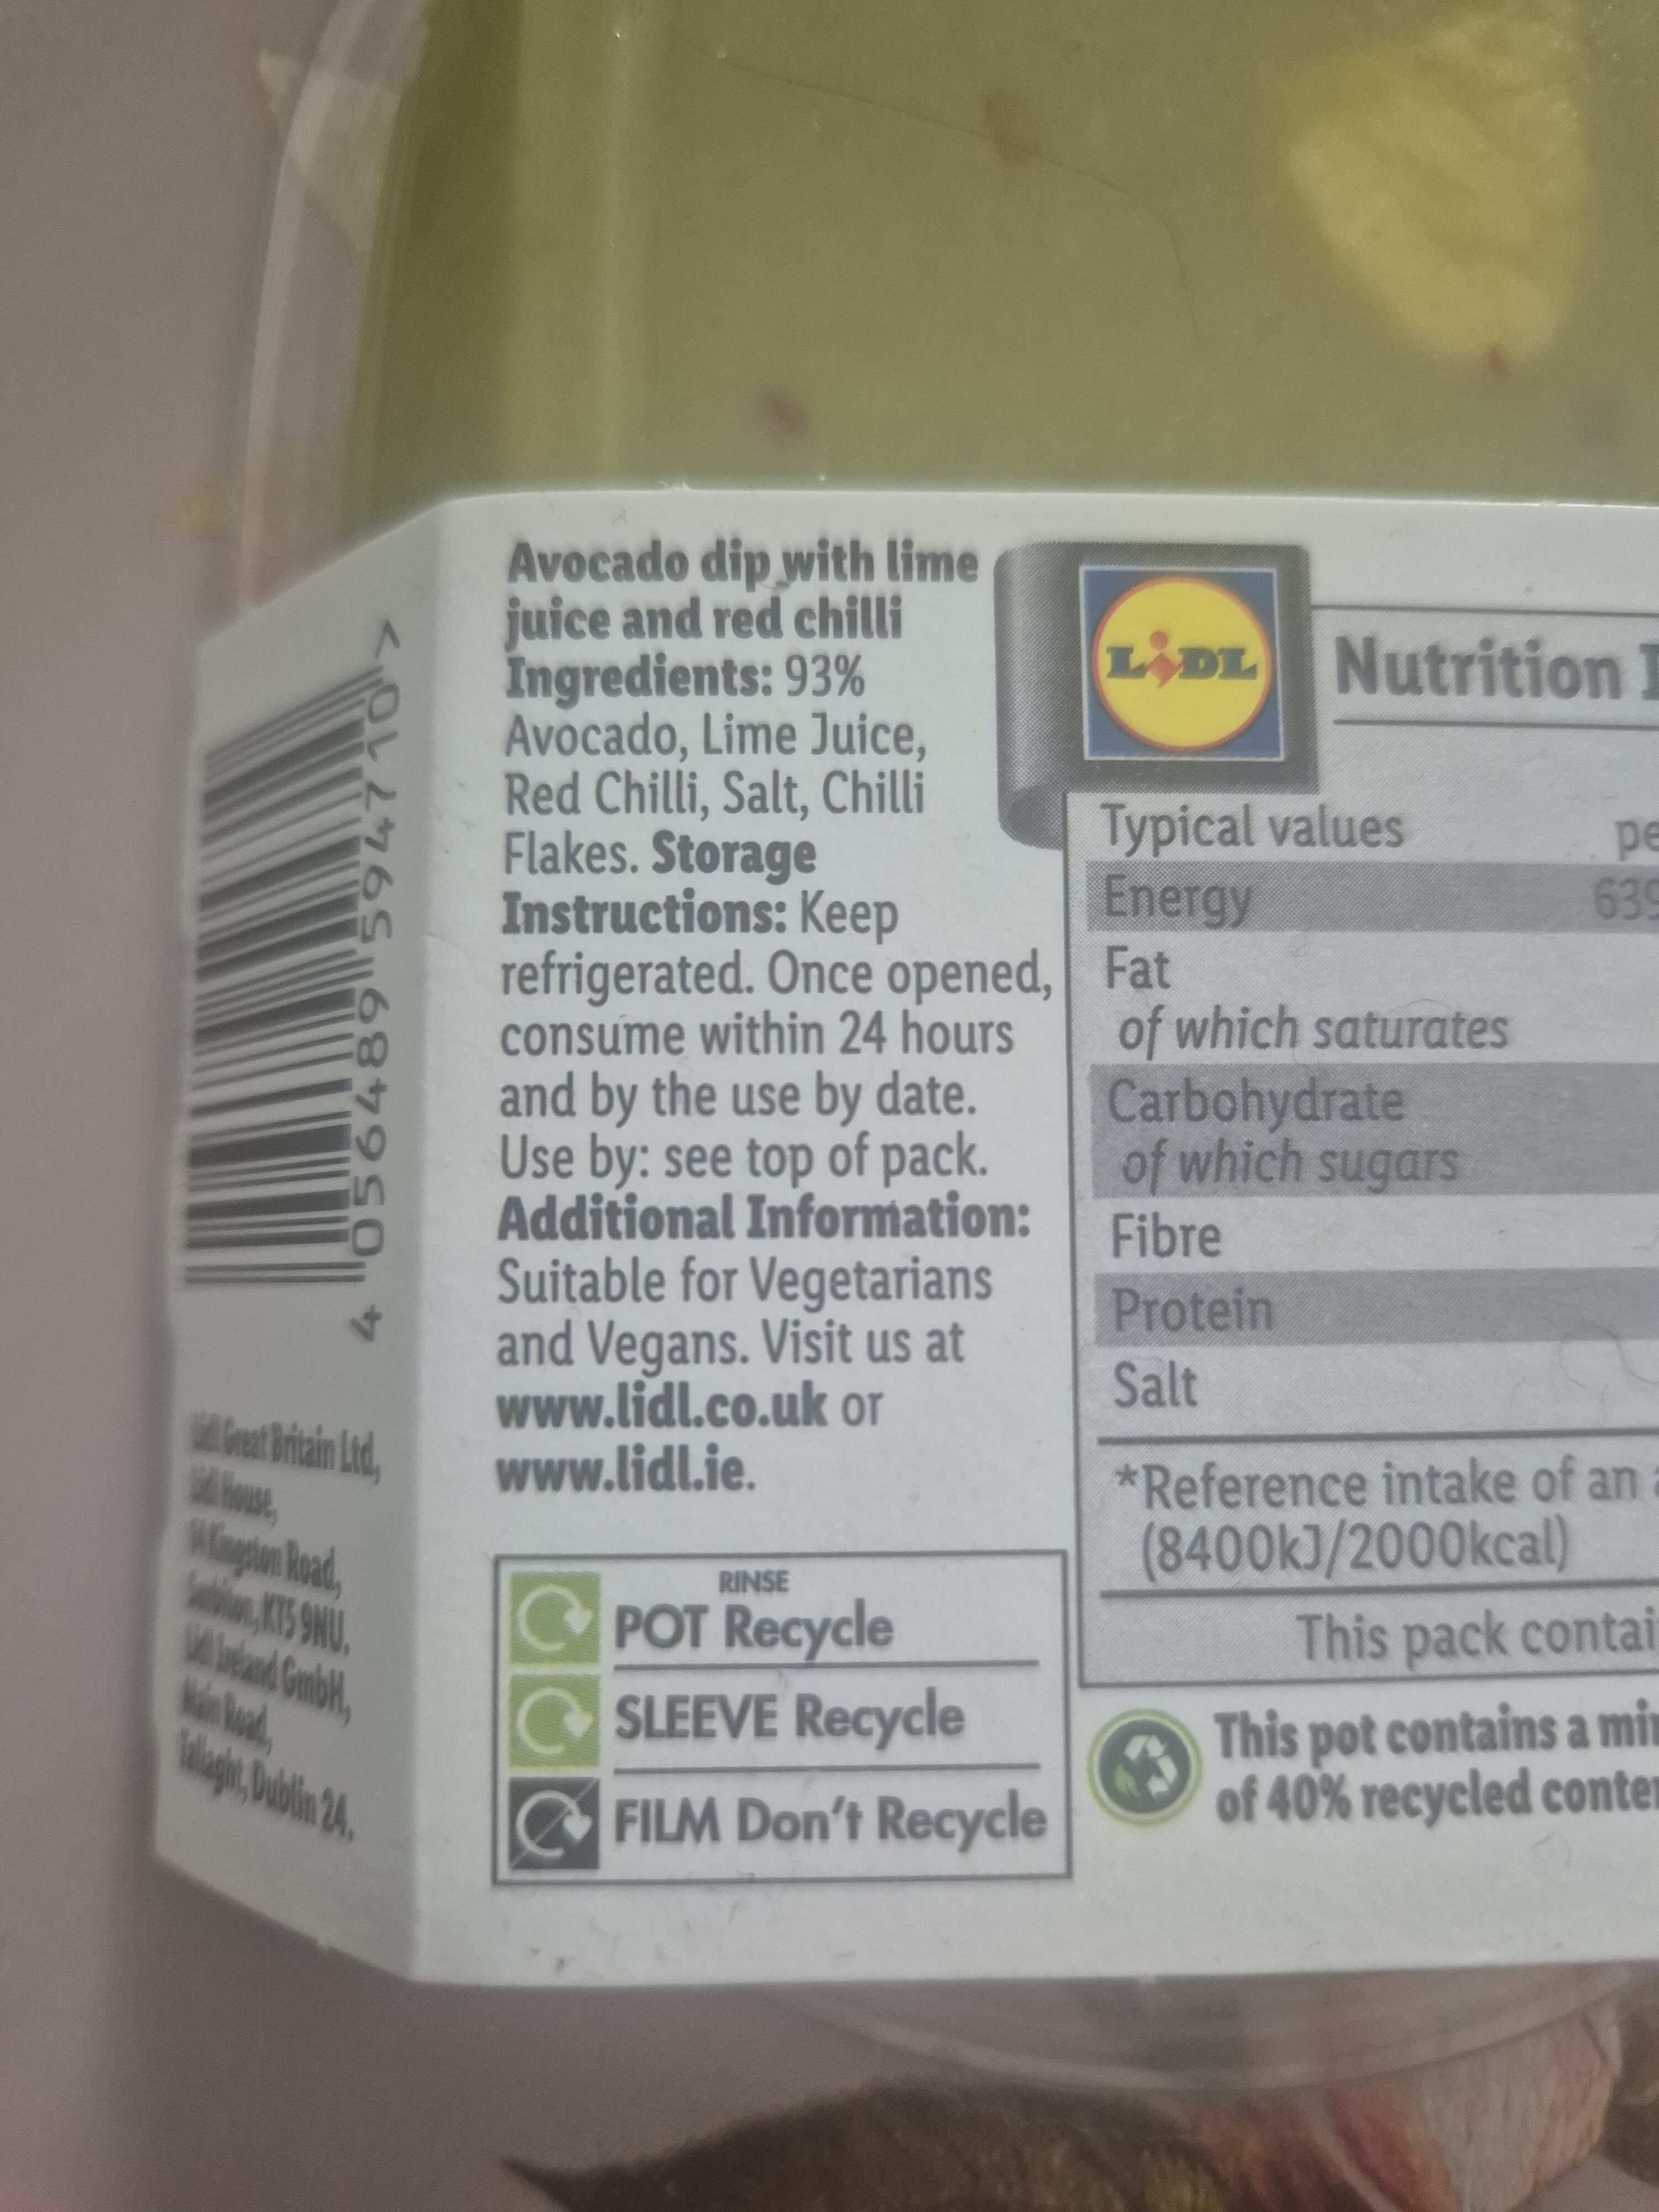 Avocado dip with lime
juice and red chilli
Ingredients: 93%
Avocado, Lime Juice,
Red Chilli, Salt, Chilli
Flakes. Storage
Instructions: Keep
refrigerated. Once opened,
consume within 24 hours
and by the use by date.
Use by: see top of pack.
Additional Information:
Suitable for Vegetarians
and Vegans. Visit us at
www.lidl.co.uk or
www.lidl.ie.
RINSE
POT Recycle
SLEEVE Recycle
FILM Don't Recycle
LIDL
Nutrition
Typical values
Energy 639
Fat
of which saturates
Carbohydrate
of which sugars
Fibre
Protein
Salt
*Reference intake of an
(8400kJ/2000kcal)
This pack
This pot contains a
of 40% recycled
4 056489 594710 >
Lidl Great Britain Ltd,
Lidl House,
14 Kingston Road,
Surbiton, KT5 9NU.
Lidl Ireland GmbH,
Main Road,
Tallaght, Dublin 24.